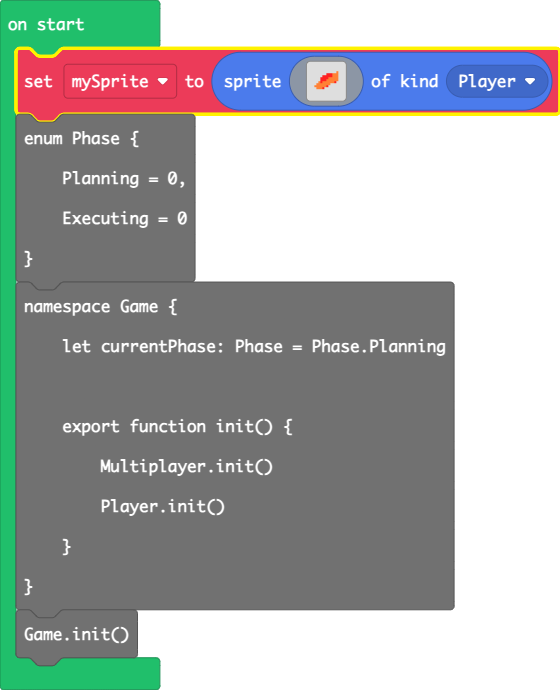 on start
set mySprite to sprite of kind Player
enum Phase {
Planning = 0,
Executing = 0
}
namespace Game {
let currentPhase: Phase = Phase.Planning
export function init() {
Multiplayer.init()
Player.init()
}
}
Game.init()